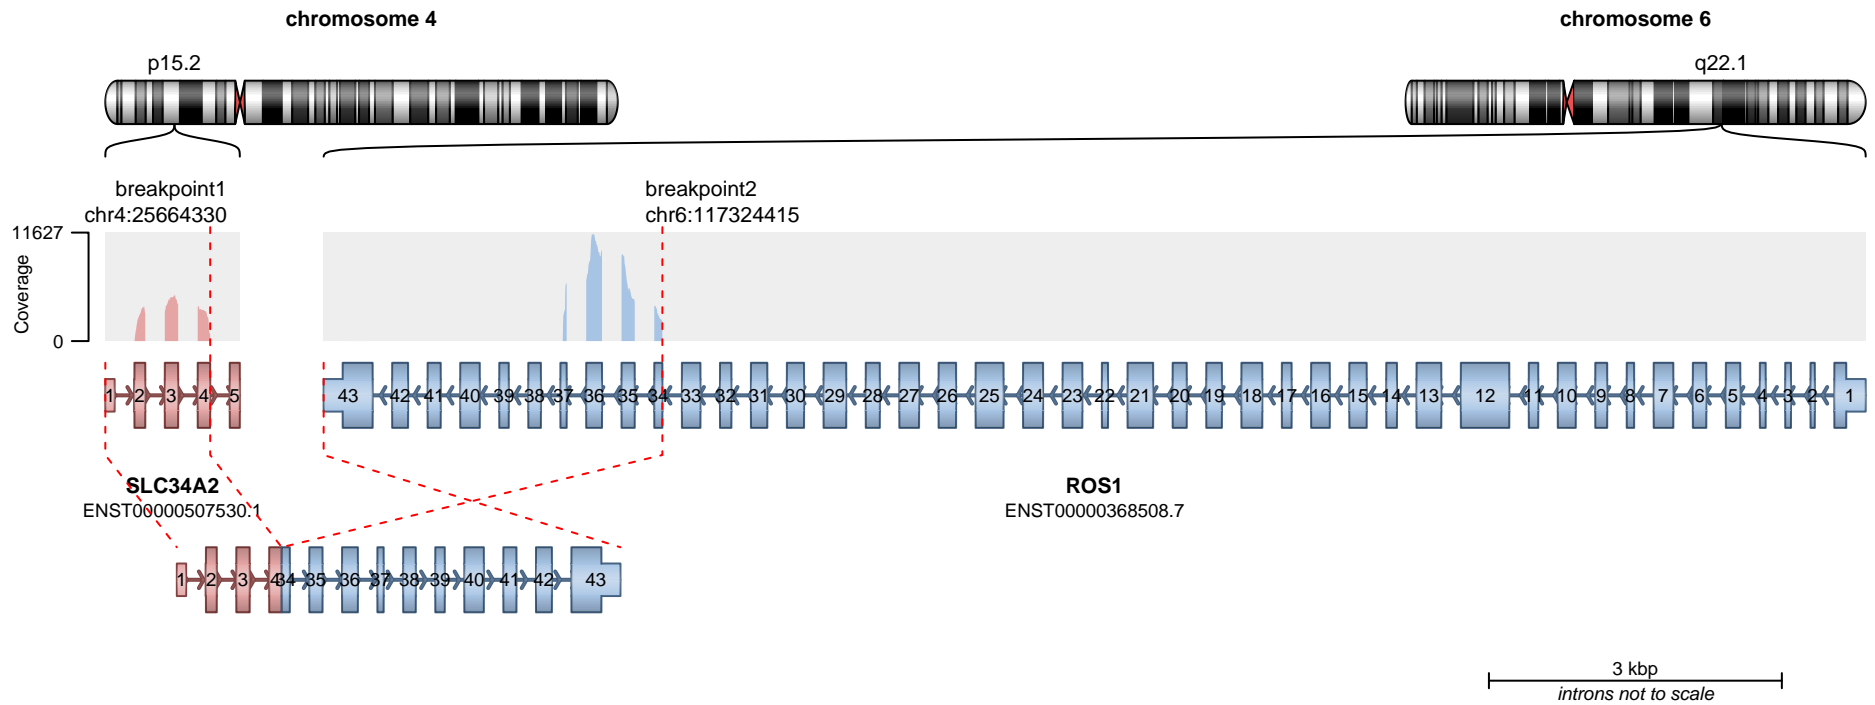 chromosome 4
chromosome 6
p15.2
q22.1
breakpoint1
chr4:25664330
breakpoint2
chr6:117324415
11627
Coverage
0
1 2 3 4 5
43 42 41 40 39 38 37 36 35 34 33 32 31 30 29 28 27 26 25 24 23 22 21 20 19 18 17 16 15 14 13 12 11 10 9 8 7 6 5 4 3 2 1
SLC34A2
ENST00000507530.1
ROS1
ENST00000368508.7
1 2 3 4 34 35 36 37 38 39 40 41 42 43
3 kbp
introns not to scale